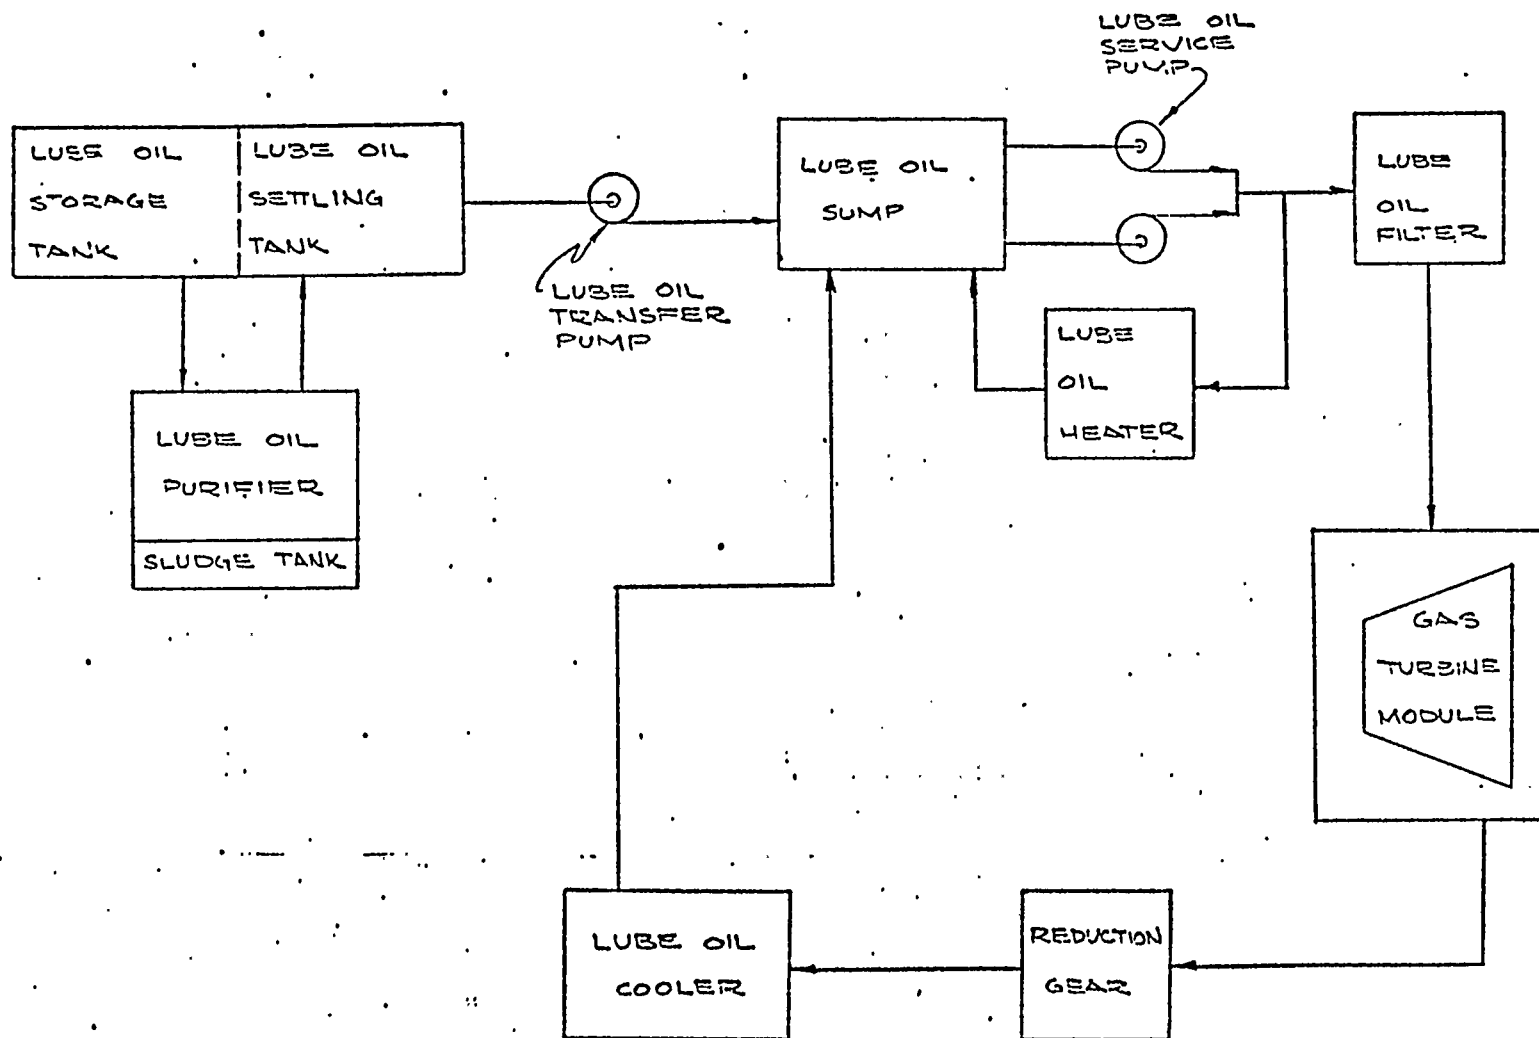 LUBE OIL
SERVICE
PUMP
LUBE OIL
STORAGE
TANK
LUBE OIL
SETTLING
TANK
LUBE OIL
TRANSFER
PUMP
LUBE OIL
SUMP
LUBE
OIL
FILTER
LUBE
OIL
HEATER
LUBE OIL
PURIFIER
SLUDGE TANK
GAS
TURBINE
MODULE
LUBE OIL
COOLER
REDUCTION
GEAR